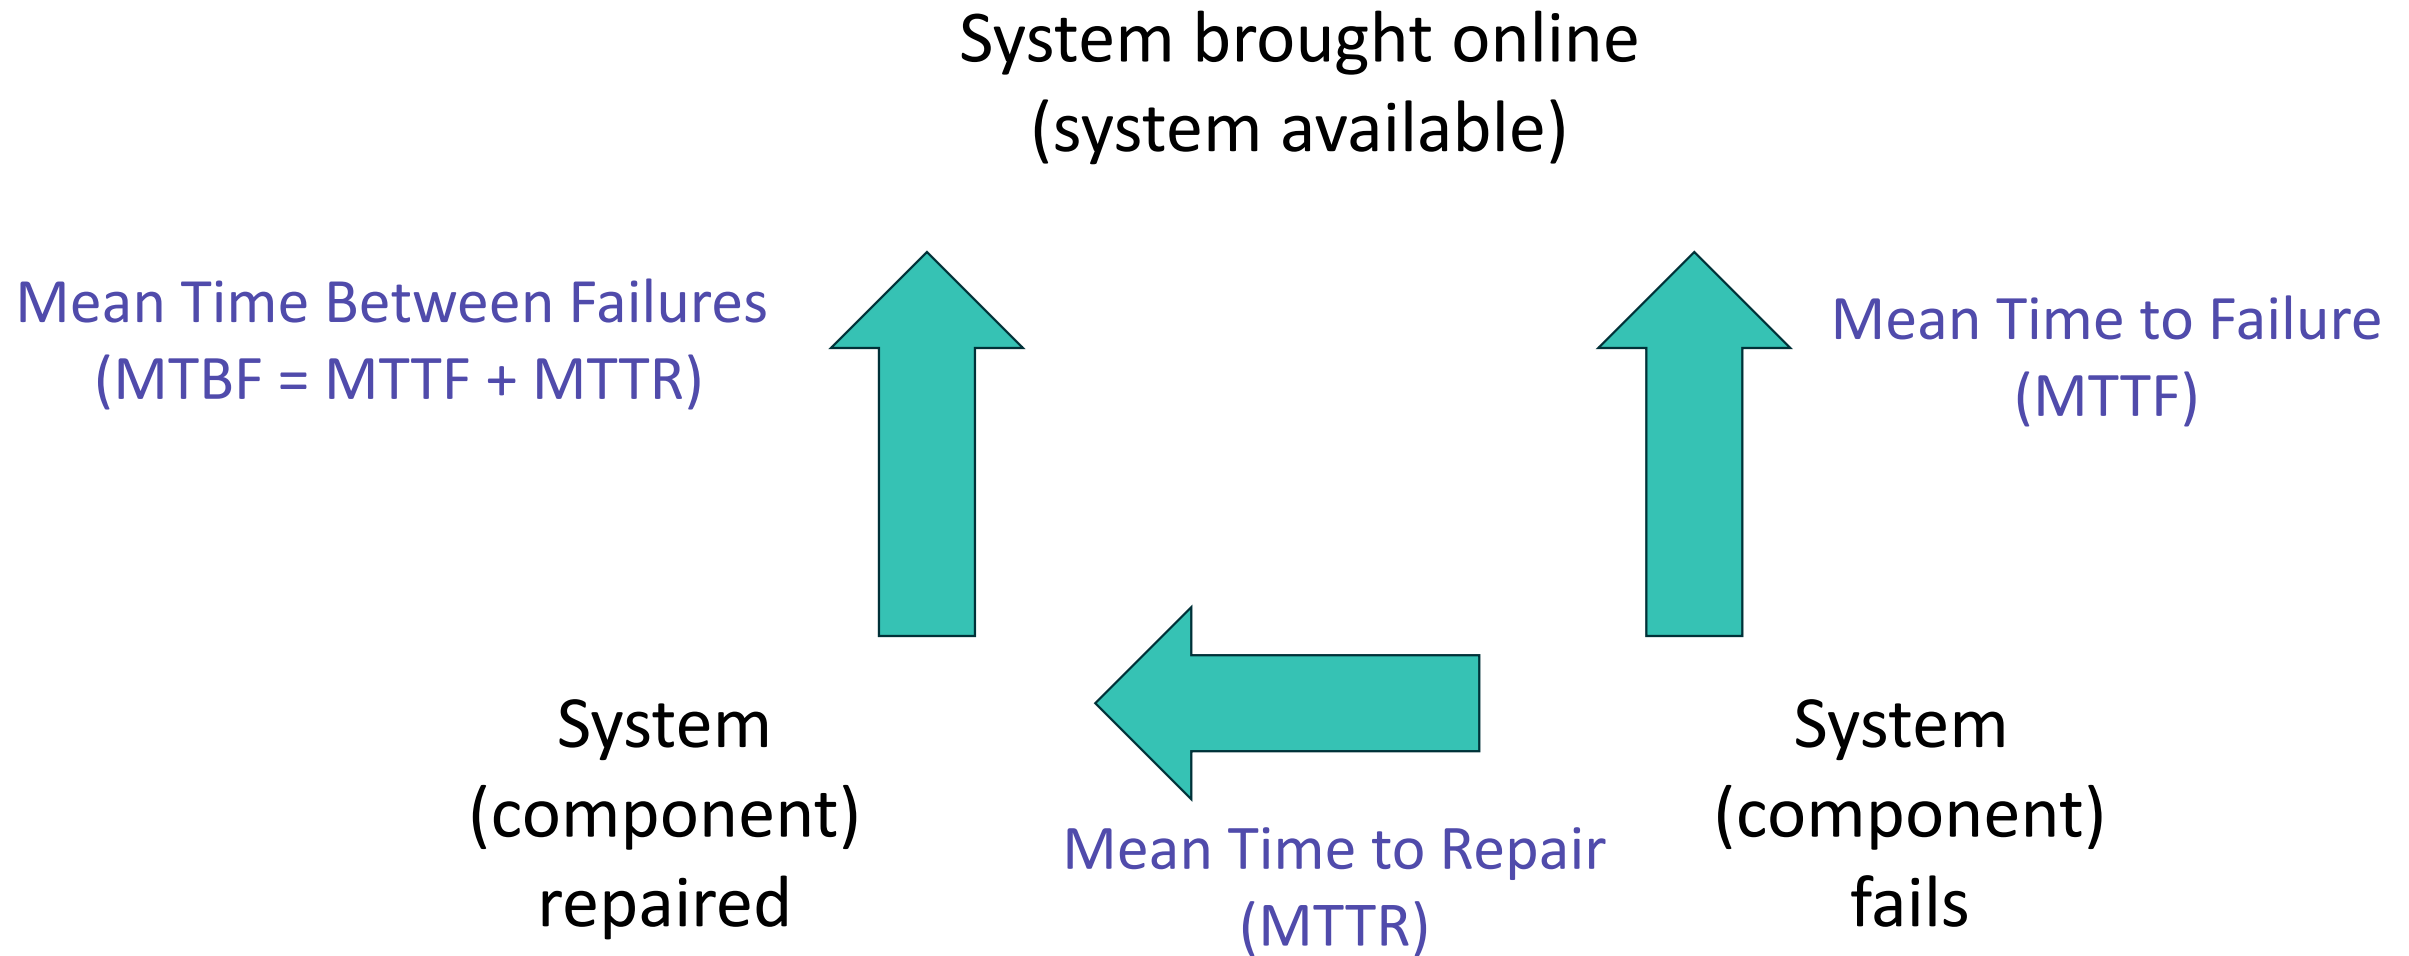 System brought online
(system available)
Mean Time Between Failures
(MTBF = MTTF + MTTR)
Mean Time to Failure
(MTTF)
System
(component)
repaired
Mean Time to Repair
(MTTR)
System
(component)
fails